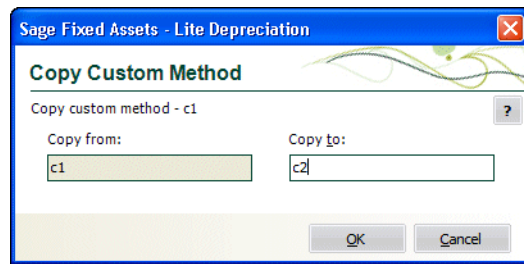 Sage Fixed Assets - Lite Depreciation
Copy Custom Method
Copy custom method - c1
?
Copy from: Copy to:
c1 c2
OK Cancel